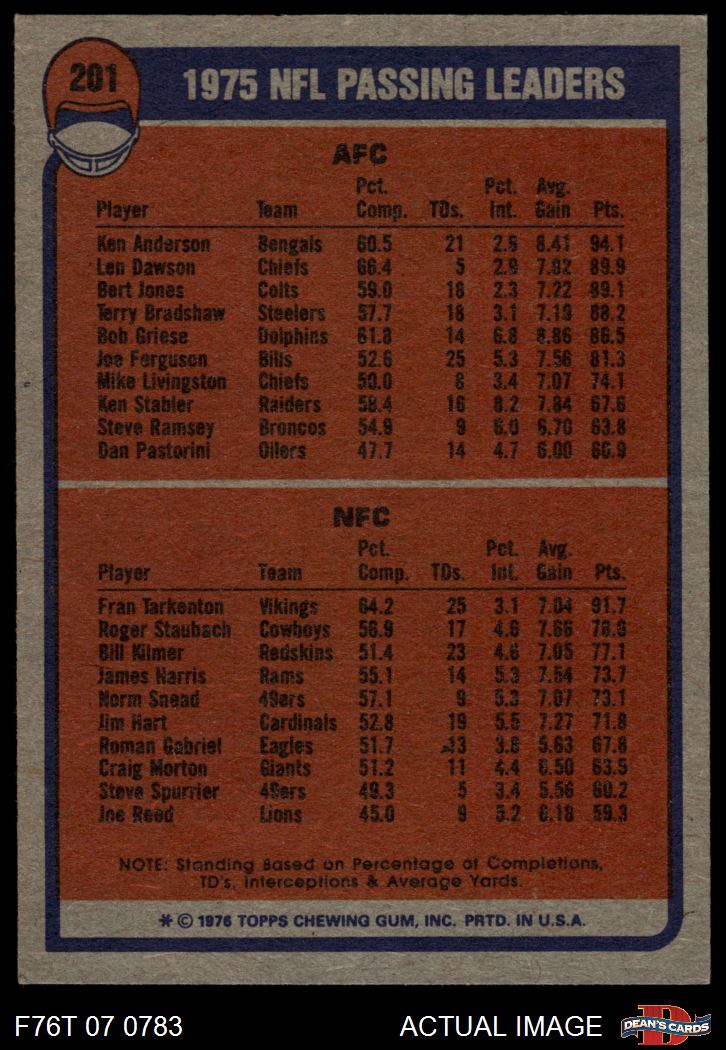 201
1975 NFL PASSING LEADERS
AFC
Pct. Pct. Avg.
Player Team Comp. TDs. Int. Gain Pts.
Ken Anderson Bengals 60.5 21 2.9 8.41 94.1
Len Dawson Chiefs 66.4 5 2.9 7.82 89.9
Bert Jones Colts 59.0 18 2.3 7.22 89.1
Terry Bradshaw Steelers 57.7 18 3.1 7.19 88.2
Bob Griese Dolphins 61.8 14 6.8 8.86 86.5
Joe Ferguson Bills 52.6 25 5.3 7.56 81.3
Mike Livingston Chiefs 50.0 8 3.4 7.07 74.1
Ken Stabler Raiders 58.4 16 8.2 7.84 67.6
Steve Ramsey Broncos 54.9 9 6.0 6.70 63.8
Dan Pastorini Oilers 47.7 14 4.7 6.00 60.9
NFC
Pct. Pct. Avg.
Player Team Comp. TDs. Int. Gain Pts.
Fran Tarkenton Vikings 64.2 25 3.1 7.04 91.7
Roger Staubach Cowboys 56.9 17 4.6 7.66
Bill Kilmer Redskins 51.4 23 4.6 7.05 77.1
James Harris Rams 55.1 14 5.3 7.54 73.7
Norm Snead 49ers 57.1 9 5.3 7.07 73.1
Jim Hart Cardinals 52.8 19 5.5 7.27 71.8
Roman Gabriel Eagles 51.7 13 3.8 5.63 67.8
Craig Morton Giants 51.2 11 4.4 6.50 63.5
Steve Spurrier 49ers 49.3 5 3.4 5.56 60.2
Joe Reed Lions 45.0 9 5.2 6.18 59.3
NOTE: Standing Based on Percentage of Completions,
TD's, Interceptions & Average Yards.
* © 1976 TOPPS CHEWING GUM, INC. PRTD. IN U.S.A.
F76T 07 0783 ACTUAL IMAGE DEAN'S CARDS